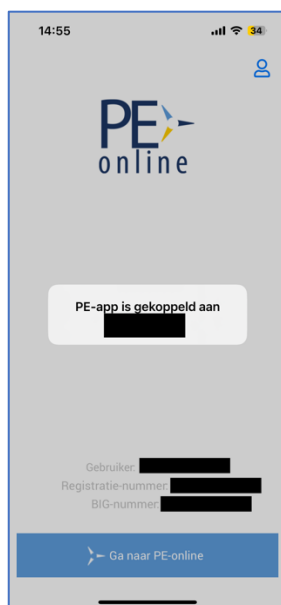 14:55
34
PE
online
PE-app is gekoppeld aan
Gebruiker:
Registratie-nummer:
BIG-nummer:
Ga naar PE-online